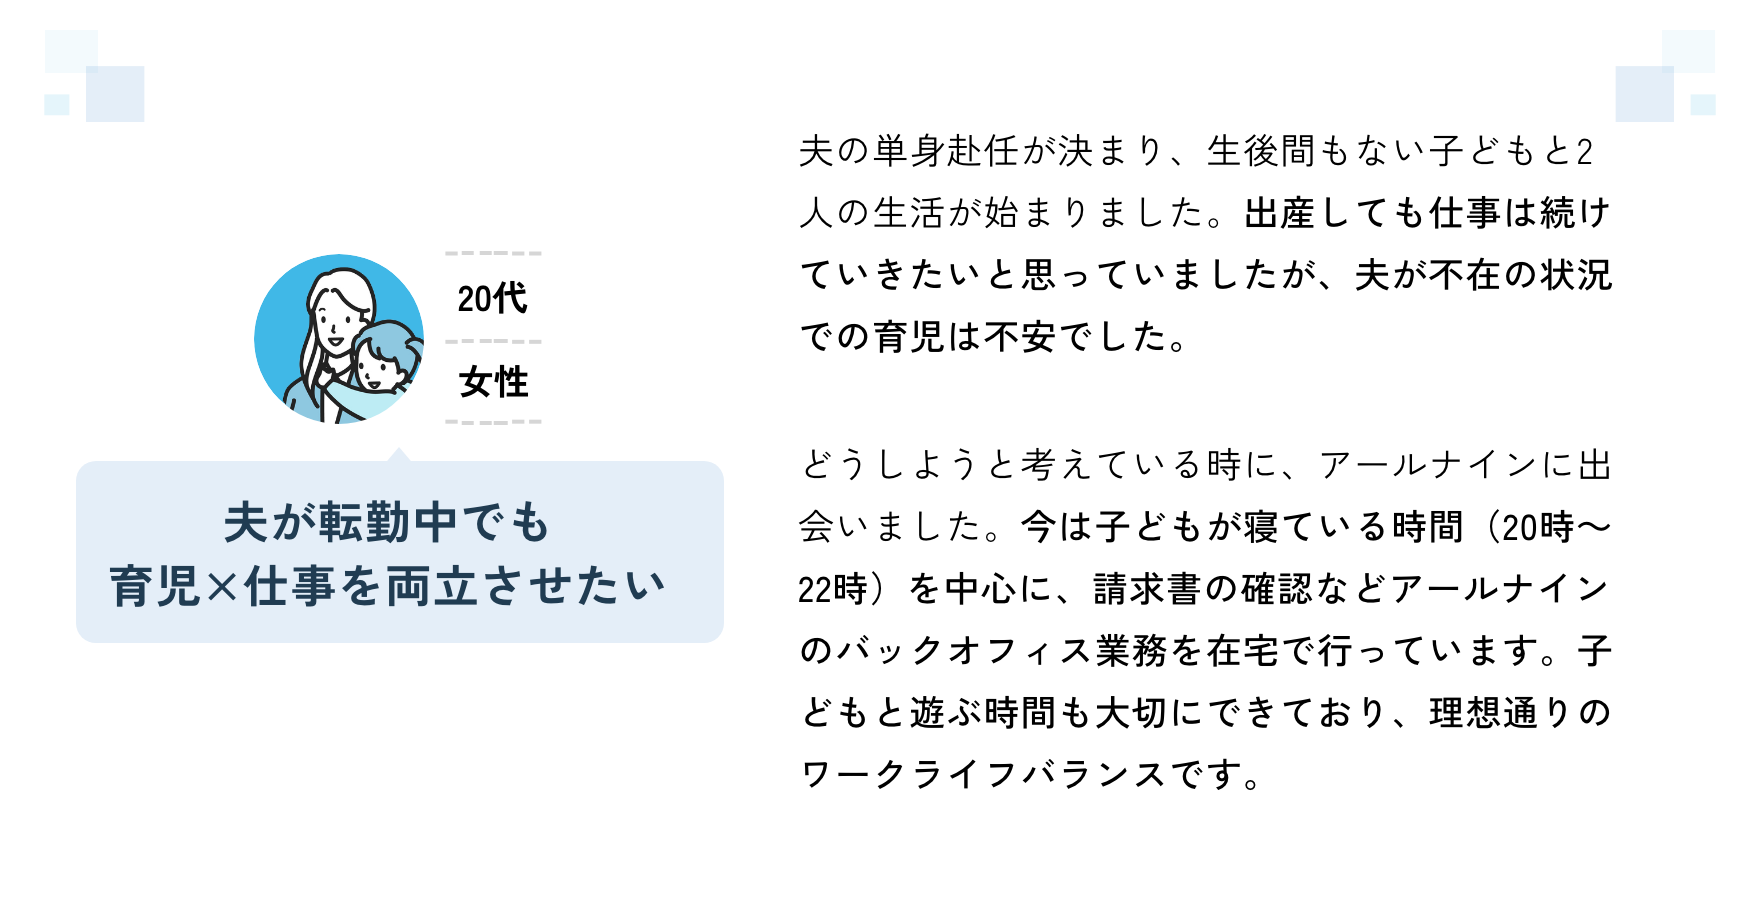 20代
女性
夫が転勤中でも
育児×仕事を両立させたい
夫の単身赴任が決まり、生後間もない子どもと2
人の生活が始まりました。出産しても仕事は続け
ていきたいと思っていましたが、夫が不在の状況
での育児は不安でした。
どうしようと考えている時に、アールナインに出
会いました。今は子どもが寝ている時間（20時〜
22時）を中心に、請求書の確認などアールナイン
のバックオフィス業務を在宅で行っています。子
どもと遊ぶ時間も大切にできており、理想通りの
ワークライフバランスです。